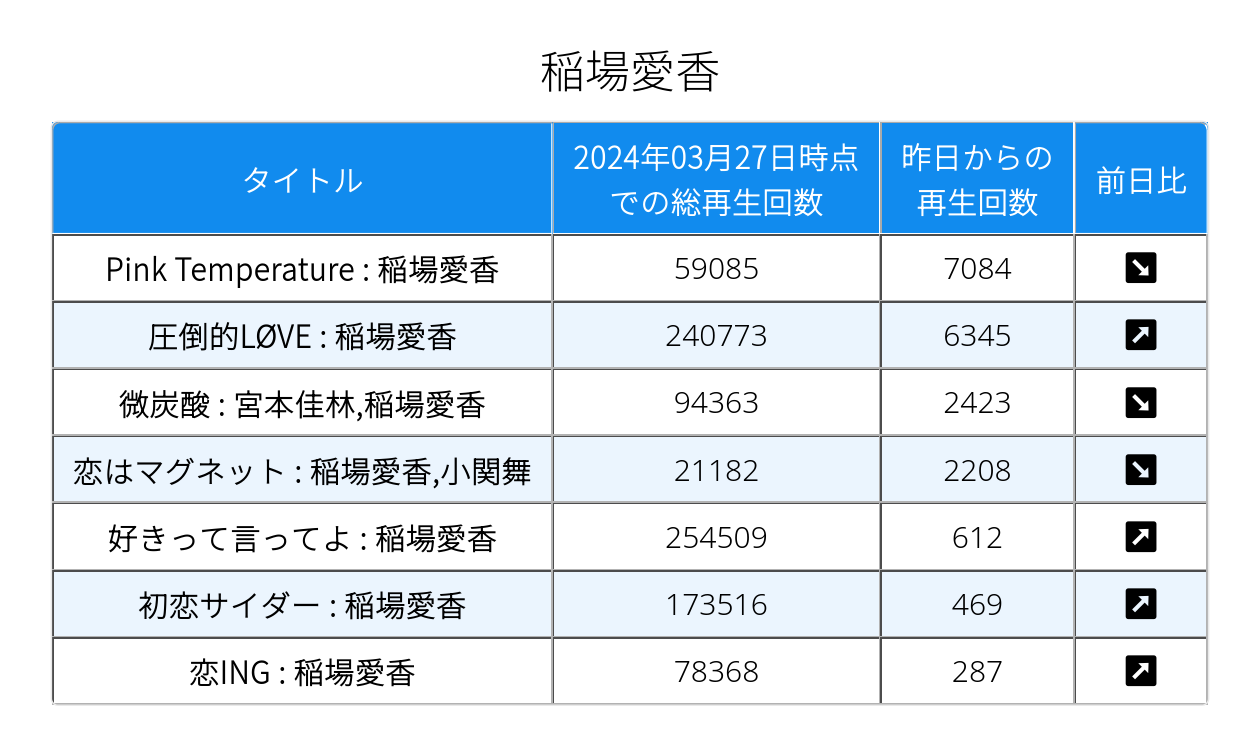 稲場愛香
タイトル
2024年03月27日時点
での総再生回数
昨日からの
再生回数
前日比
Pink Temperature : 稲場愛香 59085 7084 ↘
圧倒的LØVE : 稲場愛香 240773 6345 ↗
微炭酸 : 宮本佳林,稲場愛香 94363 2423 ↘
恋はマグネット : 稲場愛香,小関舞 21182 2208 ↘
好きって言ってよ : 稲場愛香 254509 612 ↗
初恋サイダー : 稲場愛香 173516 469 ↗
恋ING : 稲場愛香 78368 287 ↗